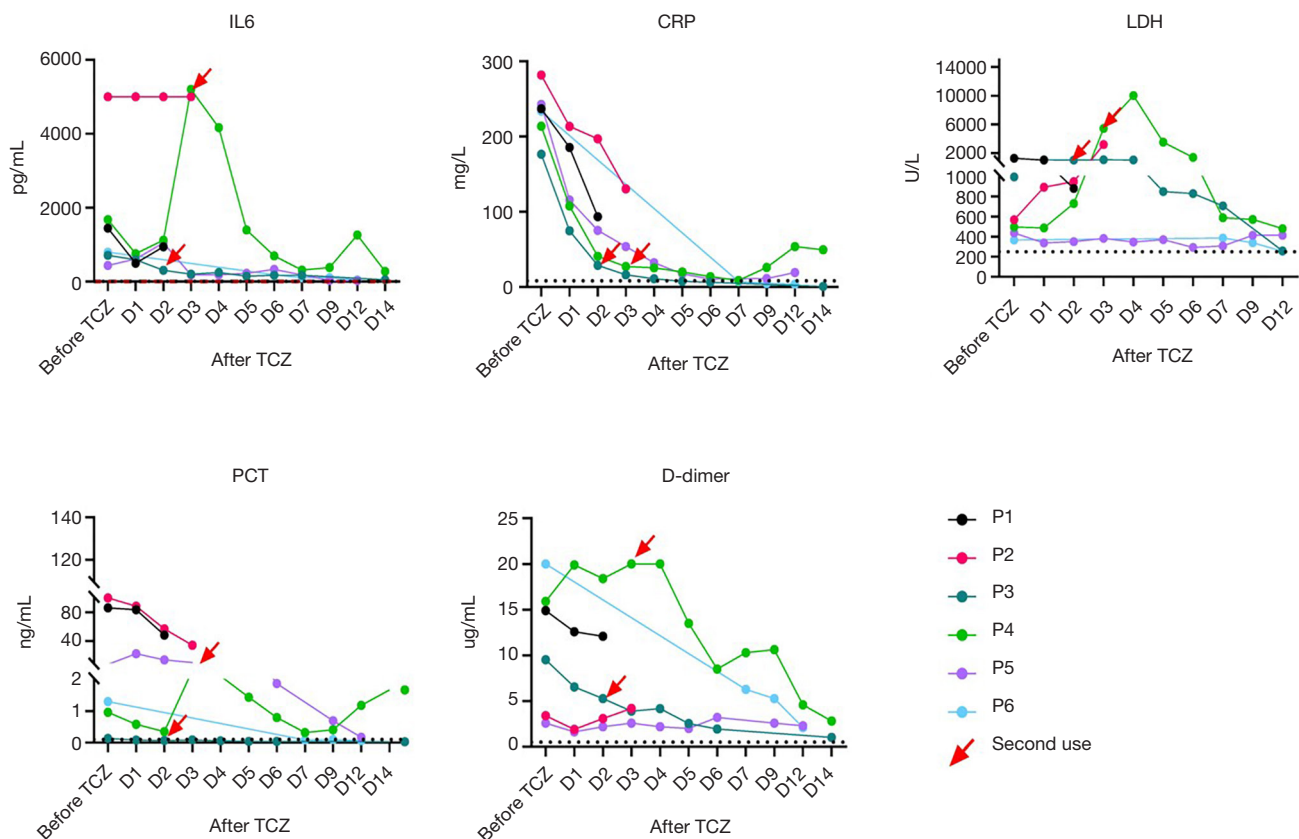 IL6
6000
4000
2000
0
pg/mL
Before TCZ
D1
D2
D3
D4
D5
D6
D7
D9
D12
D14
After TCZ
CRP
300
200
100
0
mg/L
Before TCZ
D1
D2
D3
D4
D5
D6
D7
D9
D12
D14
After TCZ
LDH
14000
10000
6000
2000
1000
800
600
400
200
0
U/L
Before TCZ
D1
D2
D3
D4
D5
D6
D7
D9
D12
After TCZ
PCT
140
120
80
40
2
1
0
ng/mL
Before TCZ
D1
D2
D3
D4
D5
D6
D7
D9
D12
D14
After TCZ
D-dimer
25
20
15
10
5
0
ug/mL
Before TCZ
D1
D2
D3
D4
D5
D6
D7
D9
D12
D14
After TCZ
P1
P2
P3
P4
P5
P6
Second use